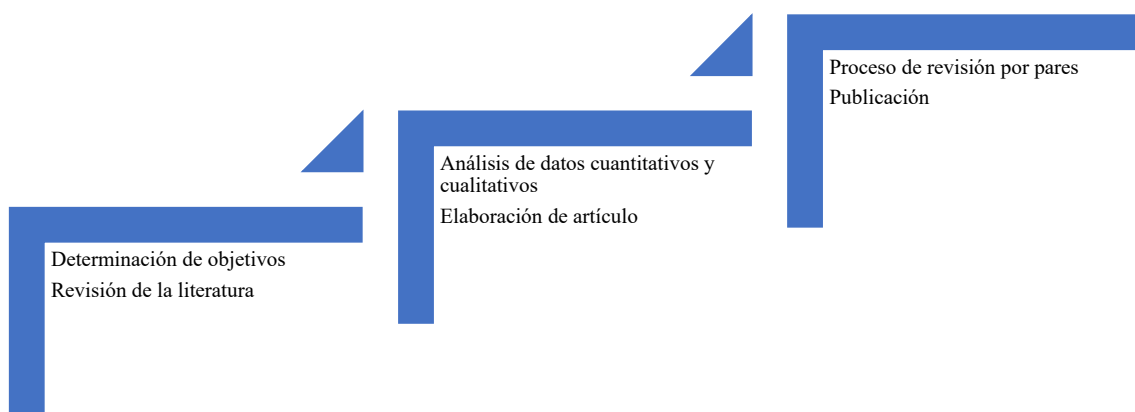 Determinación de objetivos
Revisión de la literatura
Análisis de datos cuantitativos y
cualitativos
Elaboración de artículo
Proceso de revisión por pares
Publicación